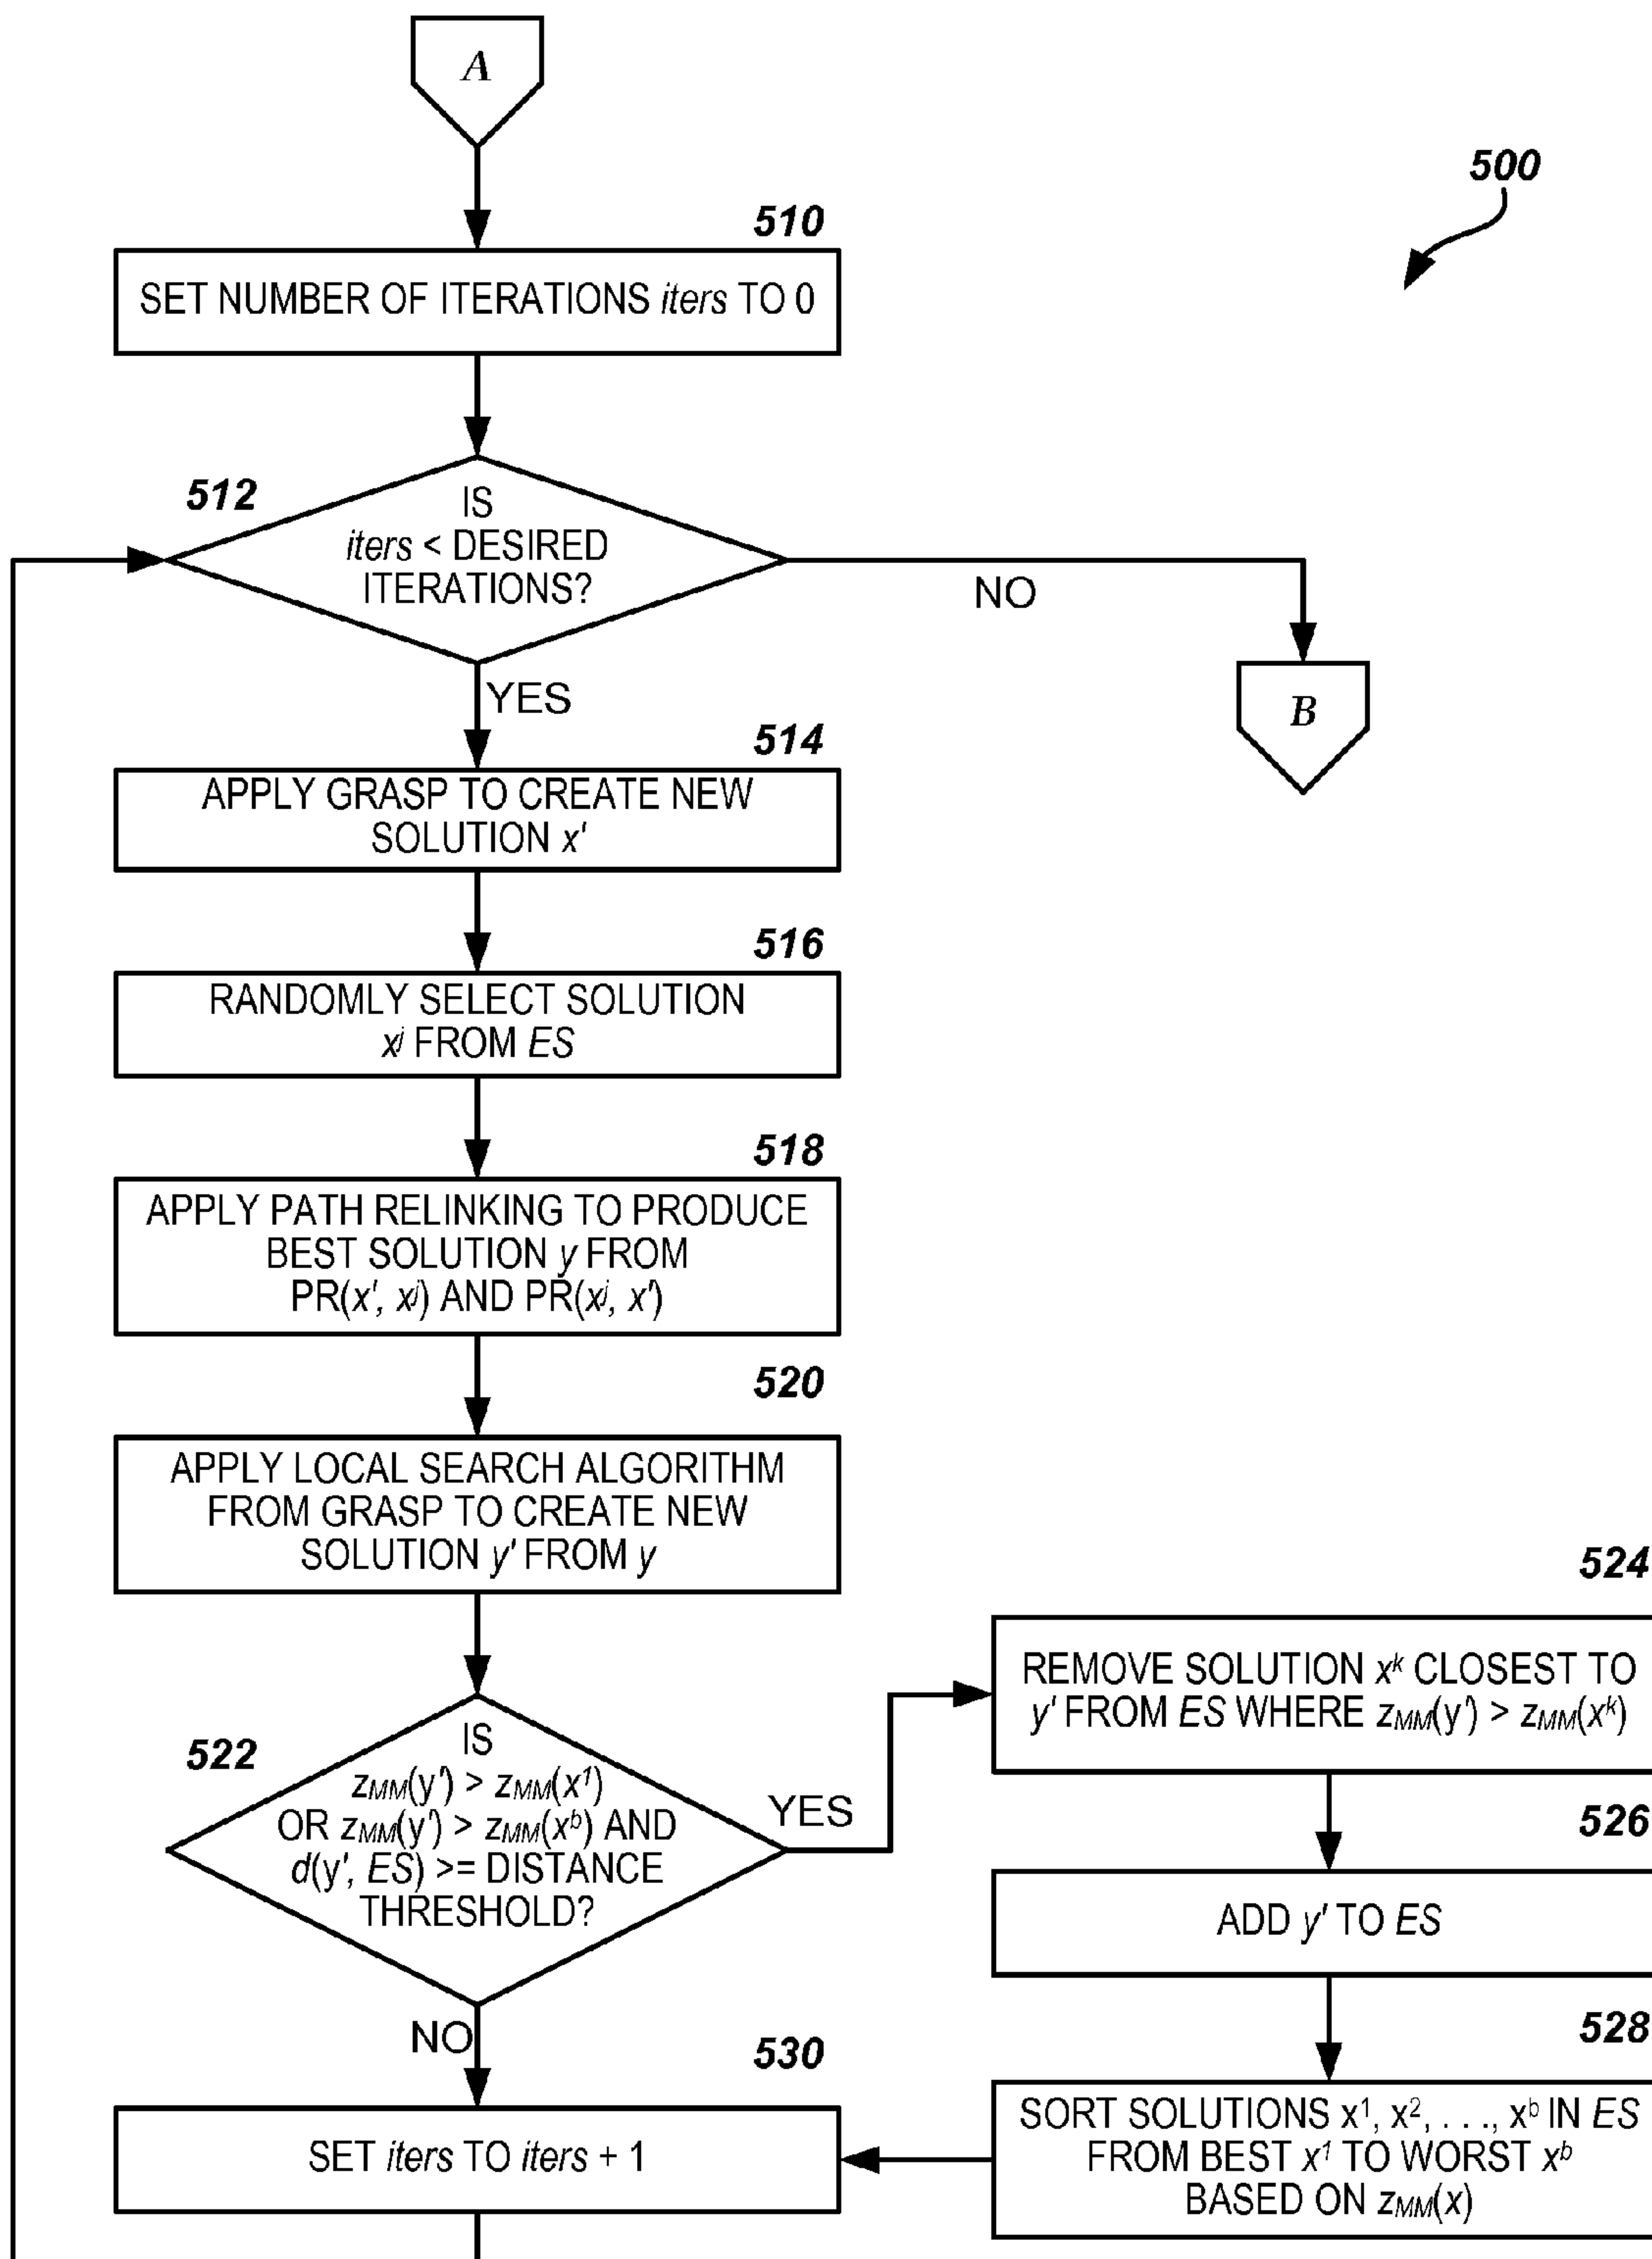 A
500
510
SET NUMBER OF ITERATIONS iters TO 0
512
IS
iters < DESIRED
ITERATIONS?
NO
B
YES
514
APPLY GRASP TO CREATE NEW
SOLUTION x'
516
RANDOMLY SELECT SOLUTION
xʲ FROM ES
518
APPLY PATH RELINKING TO PRODUCE
BEST SOLUTION y FROM
PR(x', xʲ) AND PR(xʲ, x')
520
APPLY LOCAL SEARCH ALGORITHM
FROM GRASP TO CREATE NEW
SOLUTION y' FROM y
522
IS
zMM(y') > zMM(x¹)
OR zMM(y') > zMM(xᵇ) AND
d(y', ES) >= DISTANCE
THRESHOLD?
YES
524
REMOVE SOLUTION xᵏ CLOSEST TO
y' FROM ES WHERE zMM(y') > zMM(xᵏ)
526
ADD y' TO ES
528
SORT SOLUTIONS x¹, x², . . ., xᵇ IN ES
FROM BEST x¹ TO WORST xᵇ
BASED ON zMM(x)
NO
530
SET iters TO iters + 1